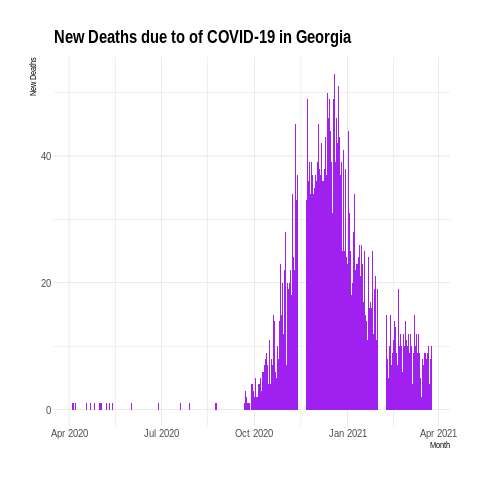 New Deaths due to of COVID-19 in Georgia
New Deaths
40
20
0
Apr 2020 Jul 2020 Oct 2020 Jan 2021 Apr 2021
Month